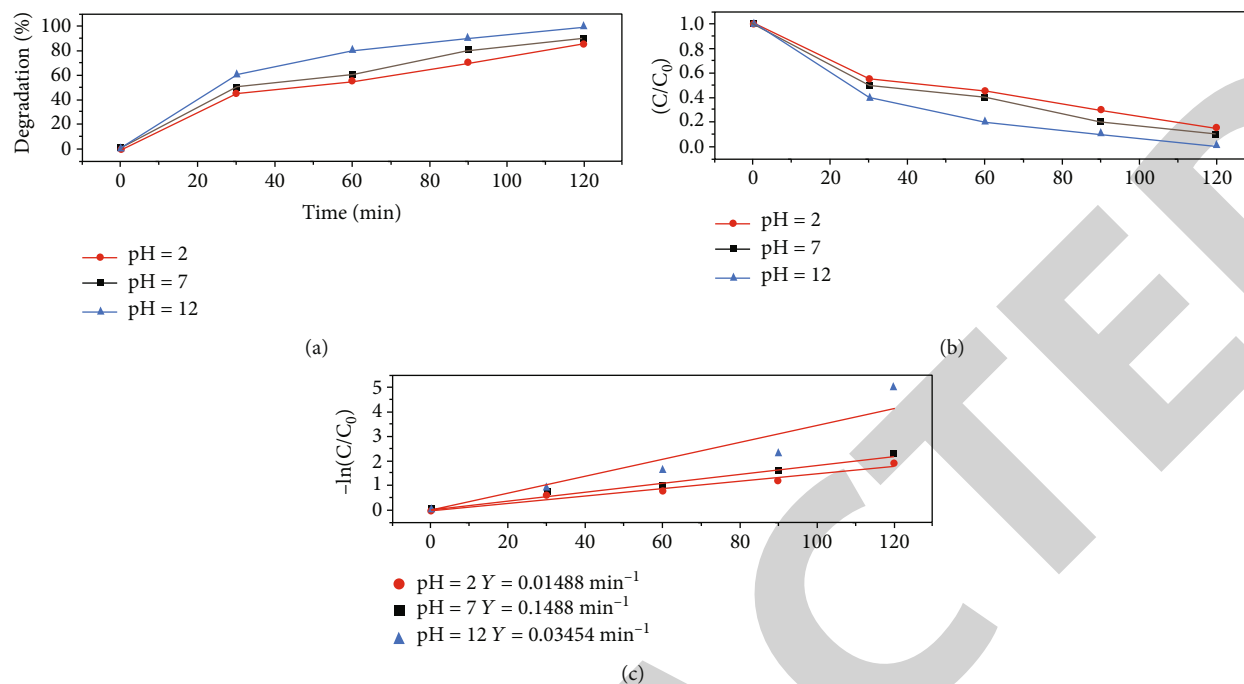 Degradation (%)
100
80
60
40
20
0
0 20 40 60 80 100 120
Time (min)
pH = 2
pH = 7
pH = 12
(a)
(C/C₀)
1.0
0.8
0.6
0.4
0.2
0.0
0 20 40 60 80 100 120
pH = 2
pH = 7
pH = 12
(b)
–ln(C/C₀)
5
4
3
2
1
0
0 20 40 60 80 100 120
pH = 2 Y = 0.01488 min⁻¹
pH = 7 Y = 0.1488 min⁻¹
pH = 12 Y = 0.03454 min⁻¹
(c)